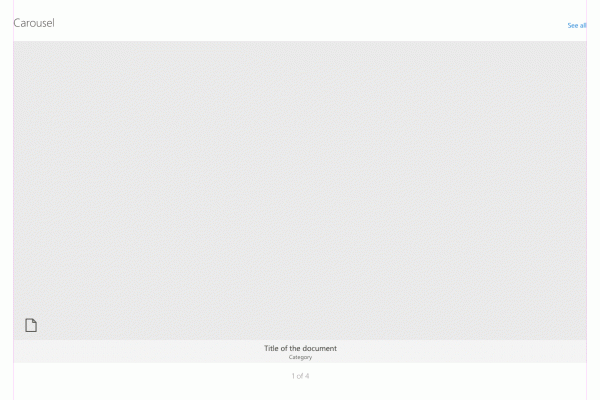 Carousel
See all
Title of the document
Category
1 of 4